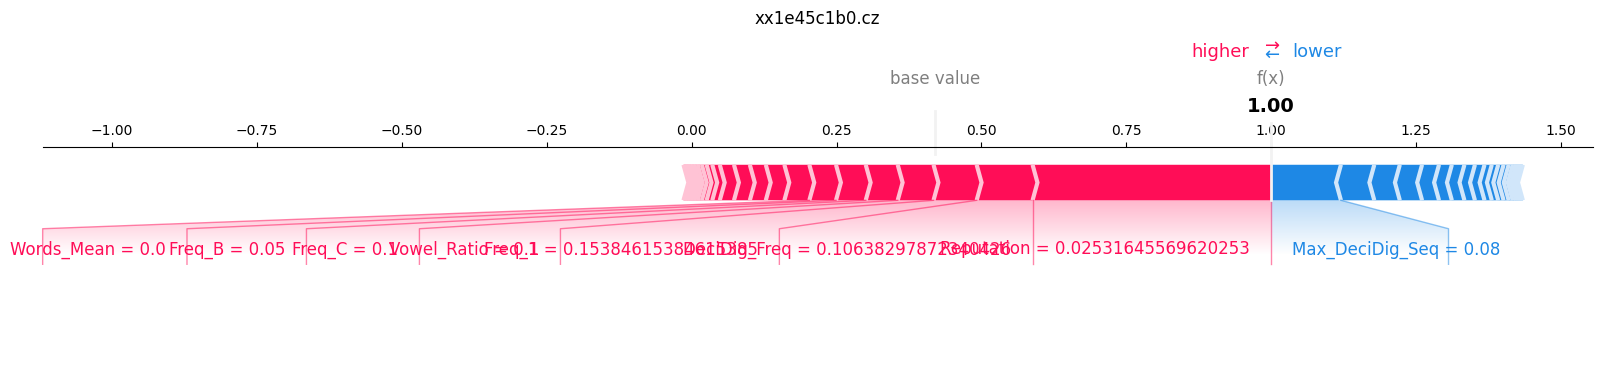 xx1e45c1b0.cz
higher ⇄ lower
base value f(x)
1.00
−1.00 −0.75 −0.50 −0.25 0.00 0.25 0.50 0.75 1.00 1.25 1.50
Words_Mean = 0.0 Freq_B = 0.05 Freq_C = 0.1 Vowel_Ratio = 0.1 Freq_1 = 0.15384615384615385 DeciDig_Freq = 0.10638297872340426 Reputation = 0.02531645569620253 Max_DeciDig_Seq = 0.08